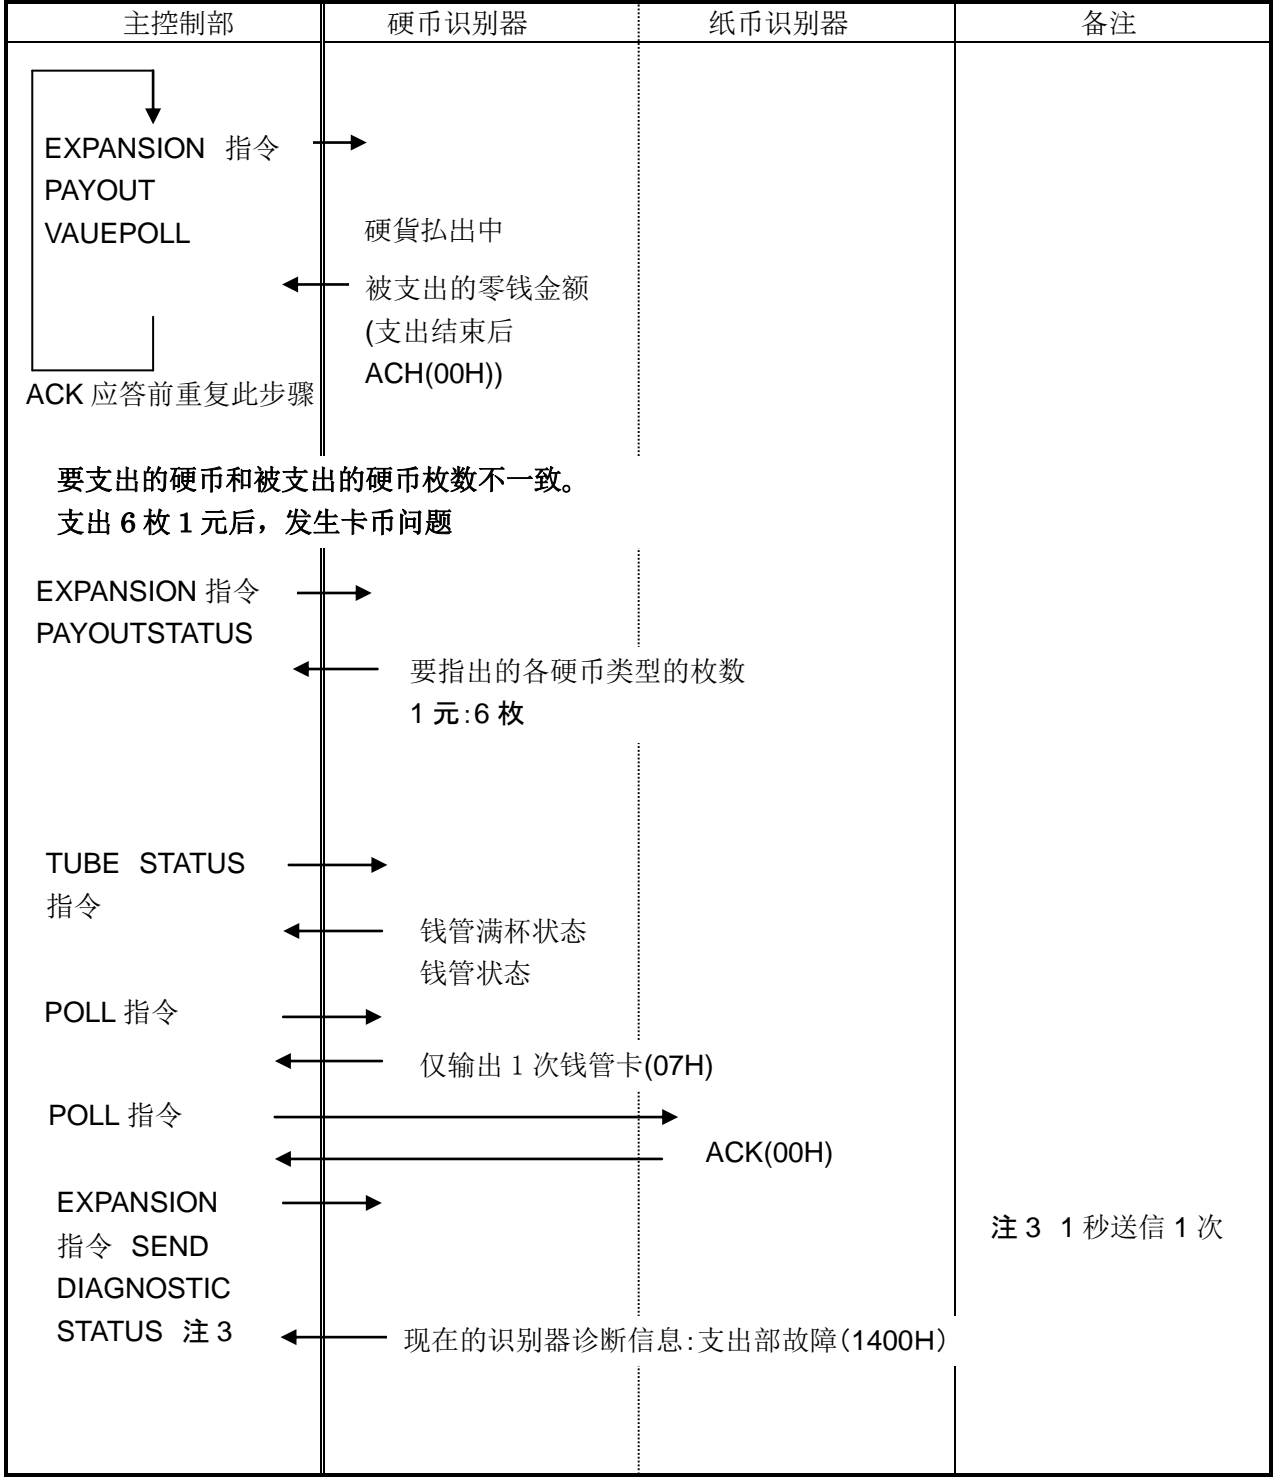 主控制部 硬币识别器 纸币识别器 备注
EXPANSION 指令
PAYOUT
VAUEPOLL
硬貨払出中
被支出的零钱金额
(支出结束后
ACH(00H))
ACK 应答前重复此步骤
要支出的硬币和被支出的硬币枚数不一致。
支出 6 枚 1 元后，发生卡币问题
EXPANSION 指令
PAYOUTSTATUS
要指出的各硬币类型的枚数
1 元:6 枚
TUBE STATUS
指令
钱管满杯状态
钱管状态
POLL 指令
仅输出 1 次钱管卡(07H)
POLL 指令
ACK(00H)
EXPANSION
指令 SEND
DIAGNOSTIC
STATUS 注 3
注 3 1 秒送信 1 次
现在的识别器诊断信息:支出部故障(1400H)